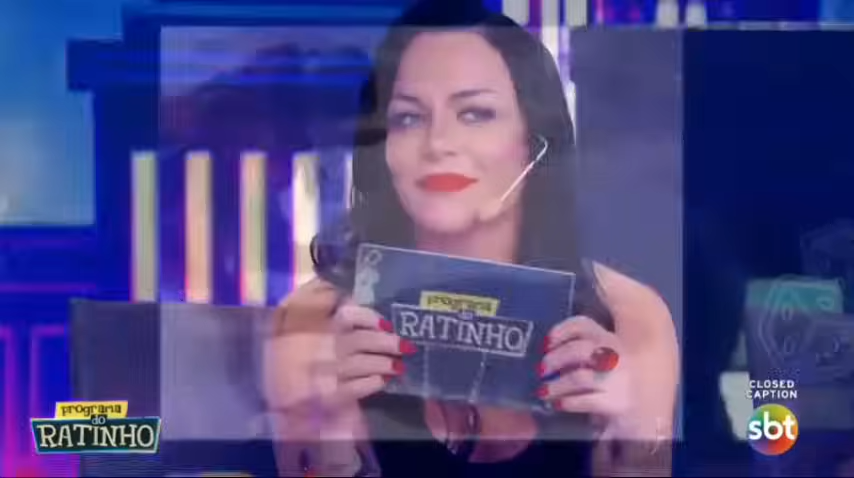 programa
do
RATINHO
programa
do
RATINHO
CLOSED
CAPTION
sbt